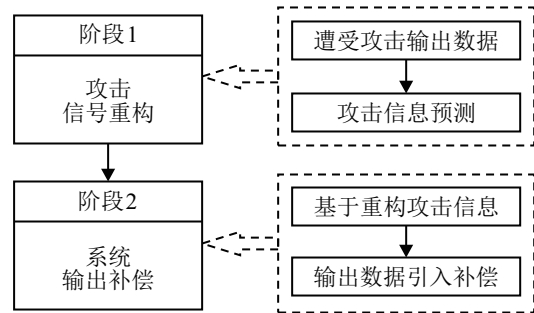 阶段1
攻击
信号重构
遭受攻击输出数据
攻击信息预测
阶段2
系统
输出补偿
基于重构攻击信息
输出数据引入补偿